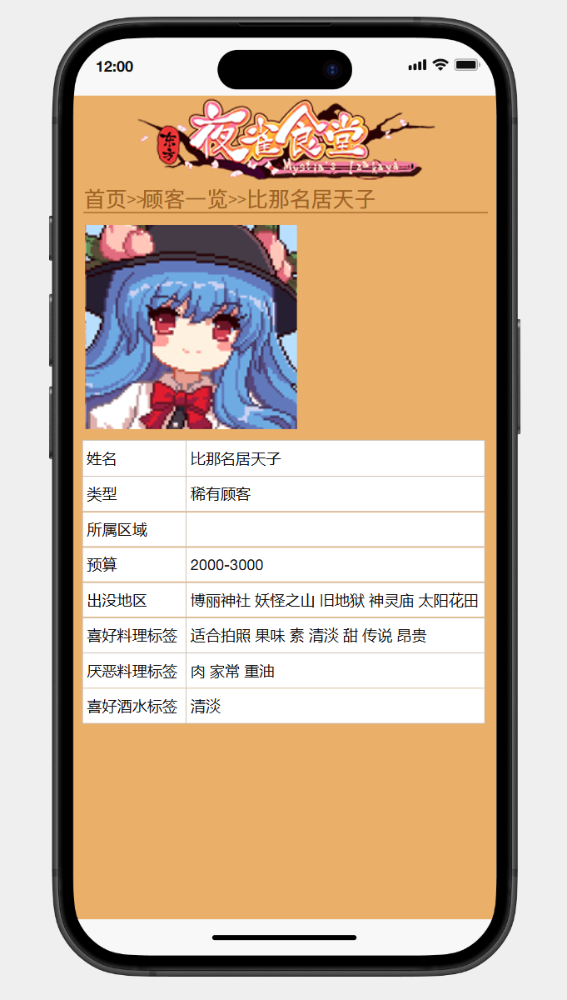 12:00
东方
夜雀食堂
Mystia's Izakaya
首页>>顾客一览>>比那名居天子
姓名 比那名居天子
类型 稀有顾客
所属区域
预算 2000-3000
出没地区 博丽神社 妖怪之山 旧地狱 神灵庙 太阳花田
喜好料理标签 适合拍照 果味 素 清淡 甜 传说 昂贵
厌恶料理标签 肉 家常 重油
喜好酒水标签 清淡